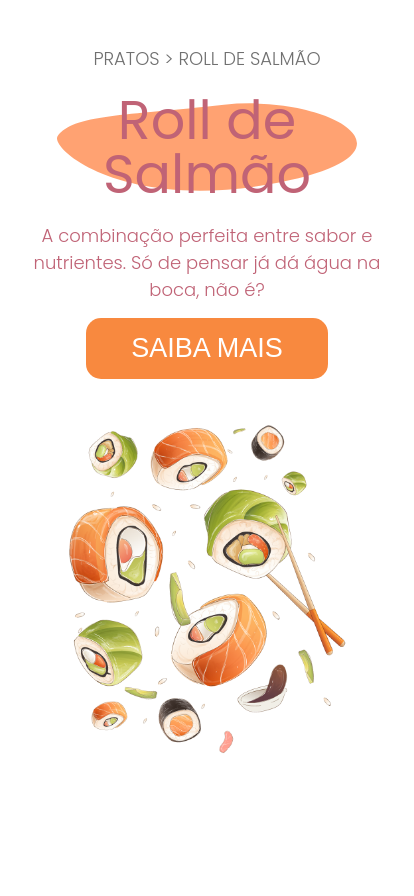 PRATOS > ROLL DE SALMÃO
Roll de
Salmão
A combinação perfeita entre sabor e
nutrientes. Só de pensar já dá água na
boca, não é?
SAIBA MAIS